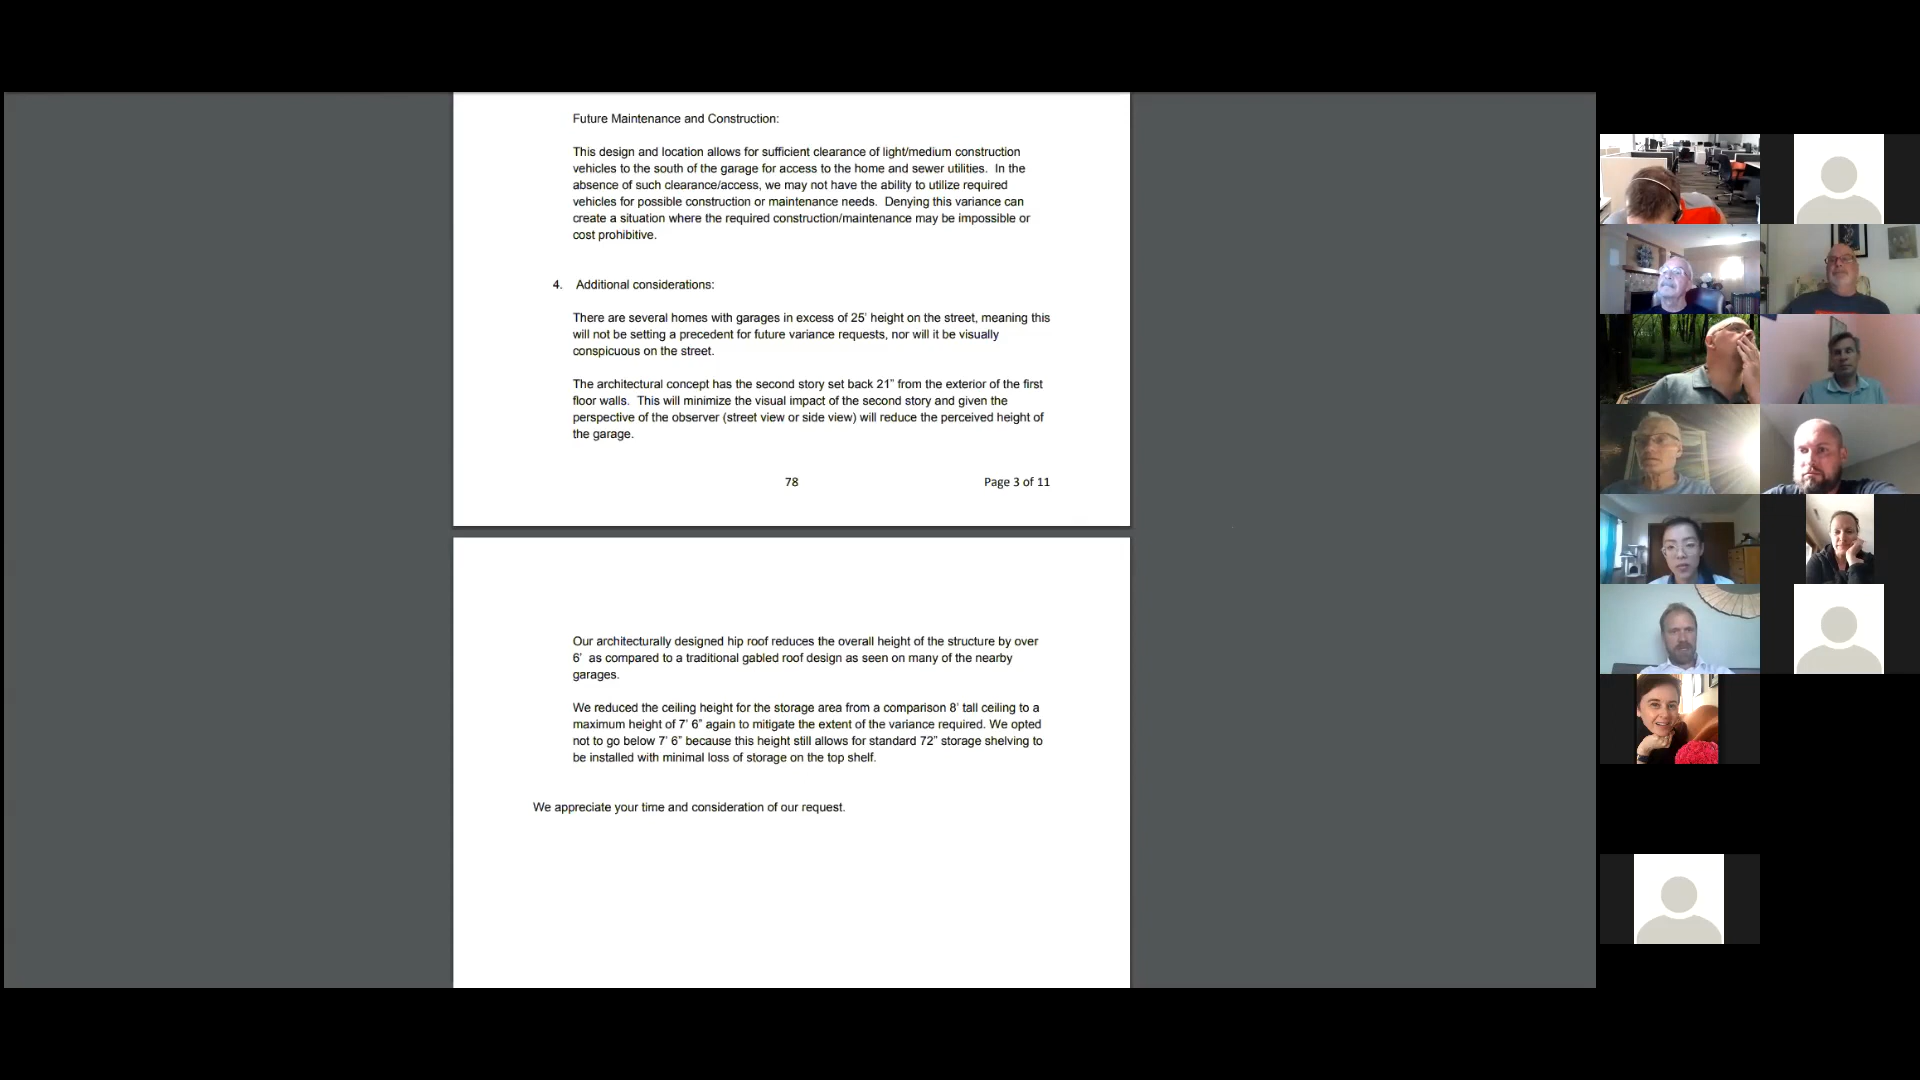 Future Maintenance and Construction:
This design and location allows for sufficient clearance of light/medium construction
vehicles to the south of the garage for access to the home and sewer utilities.  In the
absence of such clearance/access, we may not have the ability to utilize required
vehicles for possible construction or maintenance needs.  Denying this variance can
create a situation where the required construction/maintenance may be impossible or
cost prohibitive.
4.    Additional considerations:
There are several homes with garages in excess of 25' height on the street, meaning this
will not be setting a precedent for future variance requests, nor will it be visually
conspicuous on the street.
The architectural concept has the second story set back 21" from the exterior of the first
floor walls.  This will minimize the visual impact of the second story and given the
perspective of the observer (street view or side view) will reduce the perceived height of
the garage.
78    Page 3 of 11
Our architecturally designed hip roof reduces the overall height of the structure by over
6'  as compared to a traditional gabled roof design as seen on many of the nearby
garages.
We reduced the ceiling height for the storage area from a comparison 8' tall ceiling to a
maximum height of 7' 6" again to mitigate the extent of the variance required. We opted
not to go below 7' 6" because this height still allows for standard 72" storage shelving to
be installed with minimal loss of storage on the top shelf.
We appreciate your time and consideration of our request.